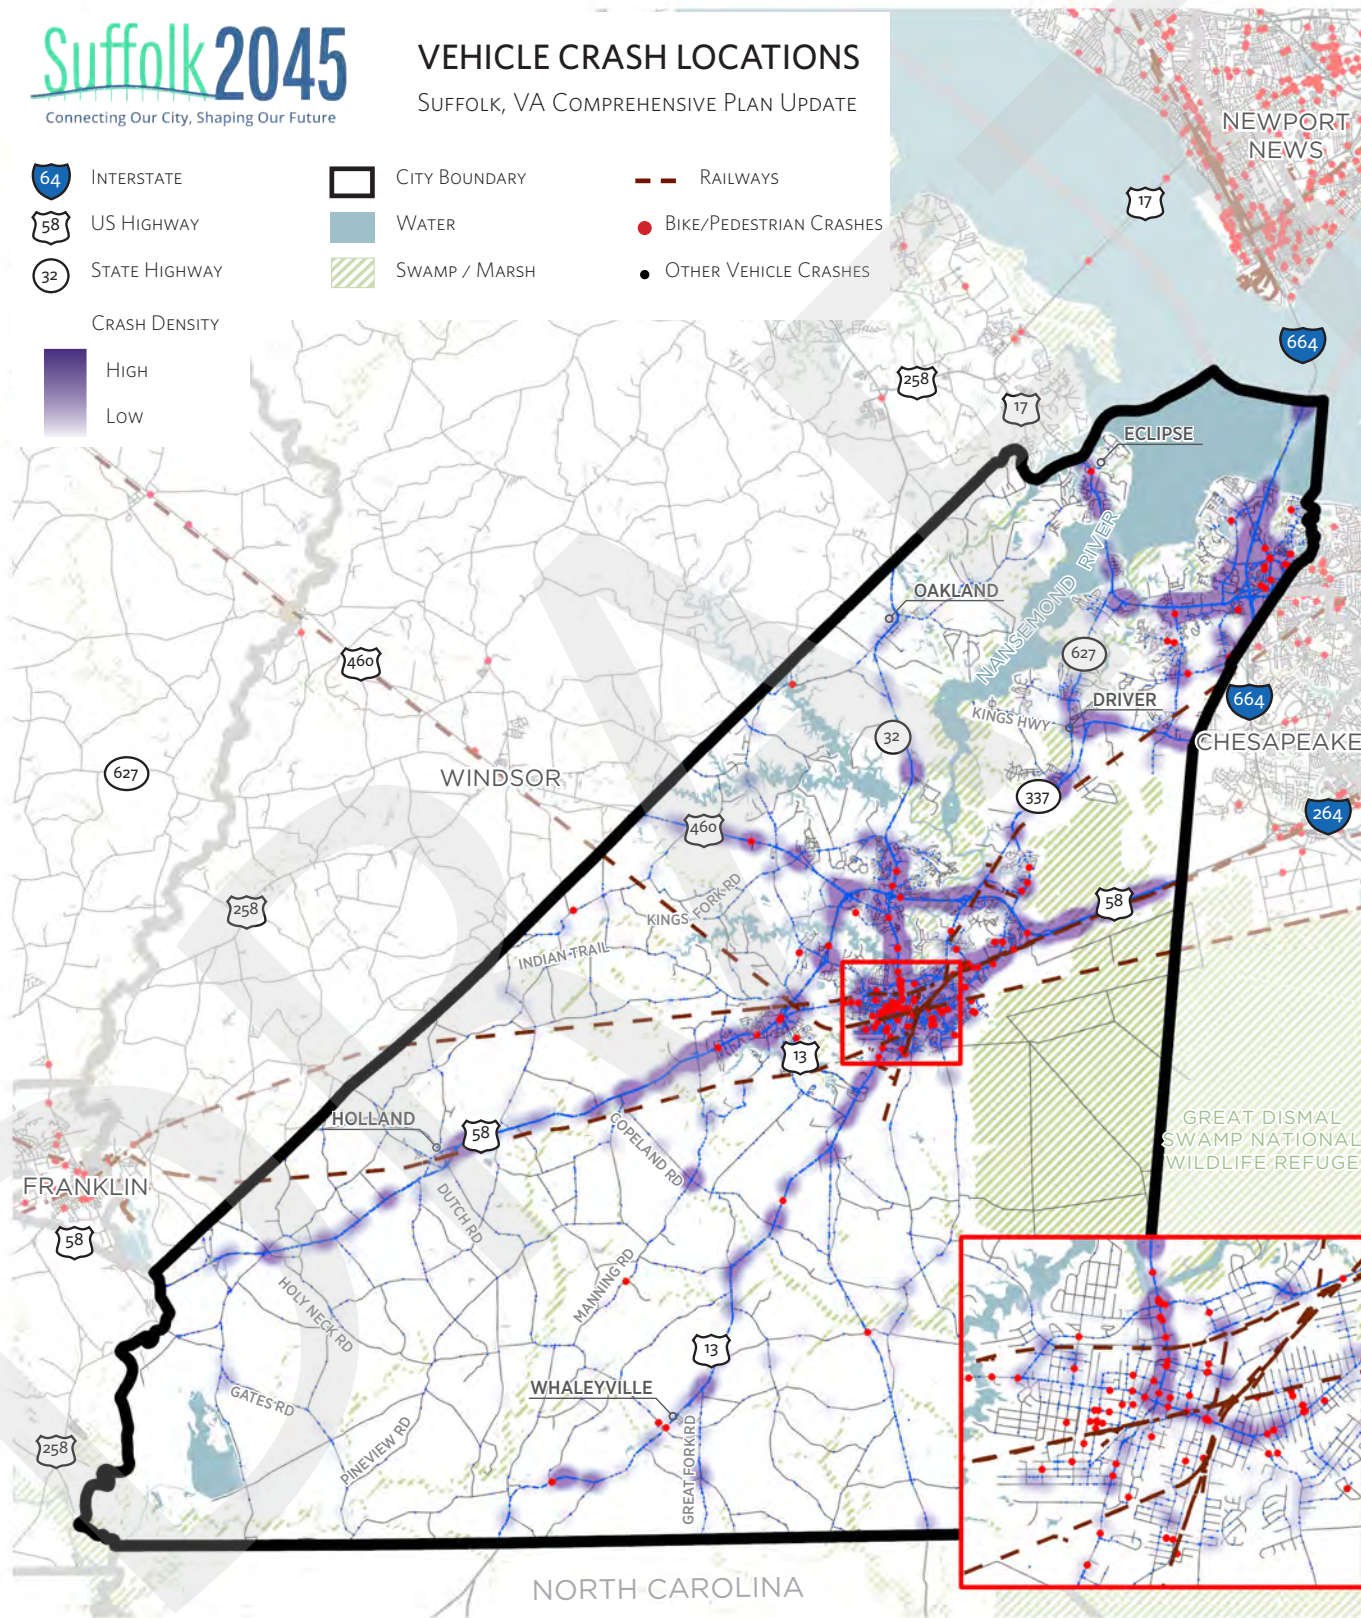 Suffolk 2045
Connecting Our City, Shaping Our Future
VEHICLE CRASH LOCATIONS
SUFFOLK, VA COMPREHENSIVE PLAN UPDATE
64 INTERSTATE
58 US HIGHWAY
32 STATE HIGHWAY
CITY BOUNDARY
WATER
SWAMP / MARSH
RAILWAYS
BIKE/PEDESTRIAN CRASHES
OTHER VEHICLE CRASHES
CRASH DENSITY
HIGH
LOW
NEWPORT
NEWS
17
664
258
17
ECLIPSE
NANSEMOND RIVER
OAKLAND
627
460
DRIVER
664
KINGS HWY
32
CHESAPEAKE
627
WINDSOR
337
264
460
258
KINGS FORK RD
58
INDIAN TRAIL
13
HOLLAND
58
COPELAND RD
GREAT DISMAL
SWAMP NATIONAL
WILDLIFE REFUGE
FRANKLIN
58
DUTCH RD
MANNING RD
HOLY NECK RD
13
WHALEYVILLE
GATES RD
PINEVIEW RD
GREAT FORK RD
258
NORTH CAROLINA
DRAFT